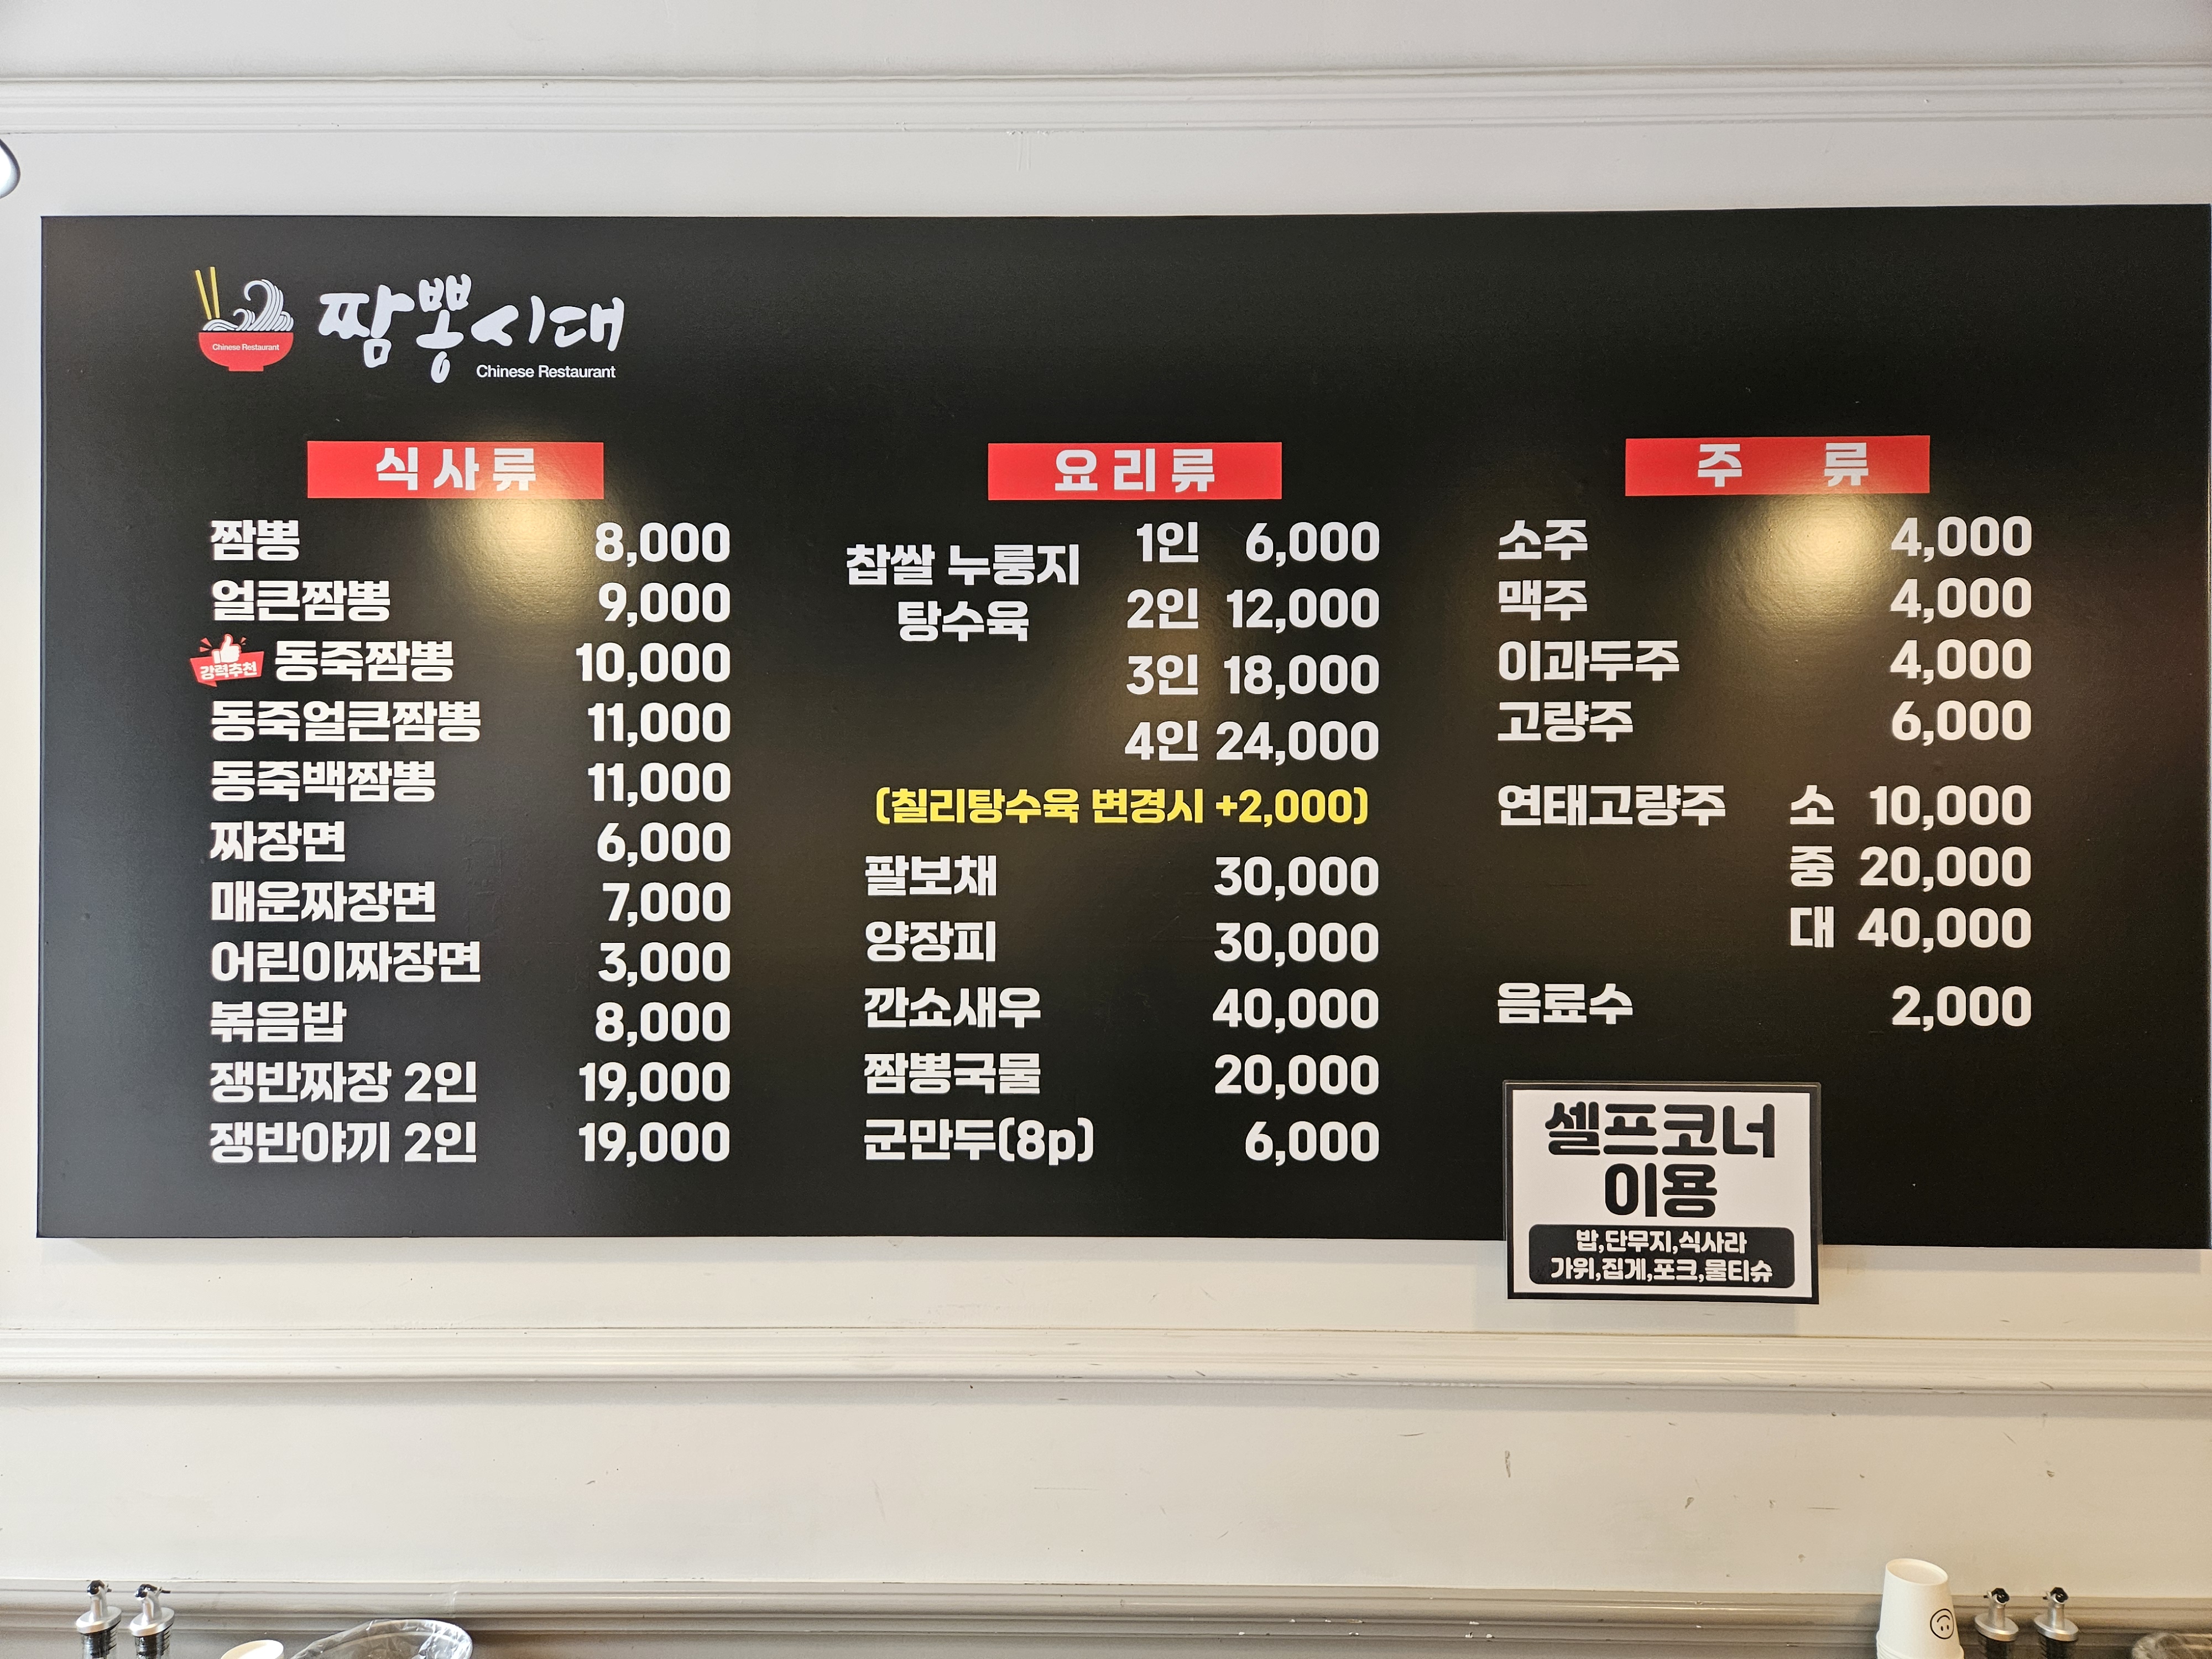 Chinese Restaurant
짬뽕시대
Chinese Restaurant
식사류
짬뽕 8,000
얼큰짬뽕 9,000
강력추천 동죽짬뽕 10,000
동죽얼큰짬뽕 11,000
동죽백짬뽕 11,000
짜장면 6,000
매운짜장면 7,000
어린이짜장면 3,000
볶음밥 8,000
쟁반짜장 2인 19,000
쟁반야끼 2인 19,000
요리류
찹쌀 누룽지
탕수육
1인 6,000
2인 12,000
3인 18,000
4인 24,000
(칠리탕수육 변경시 +2,000)
팔보채 30,000
양장피 30,000
깐쇼새우 40,000
짬뽕국물 20,000
군만두(8p) 6,000
주 류
소주 4,000
맥주 4,000
이과두주 4,000
고량주 6,000
연태고량주 소 10,000
중 20,000
대 40,000
음료수 2,000
셀프코너
이용
밥,단무지,식사라
가위,집게,포크,물티슈